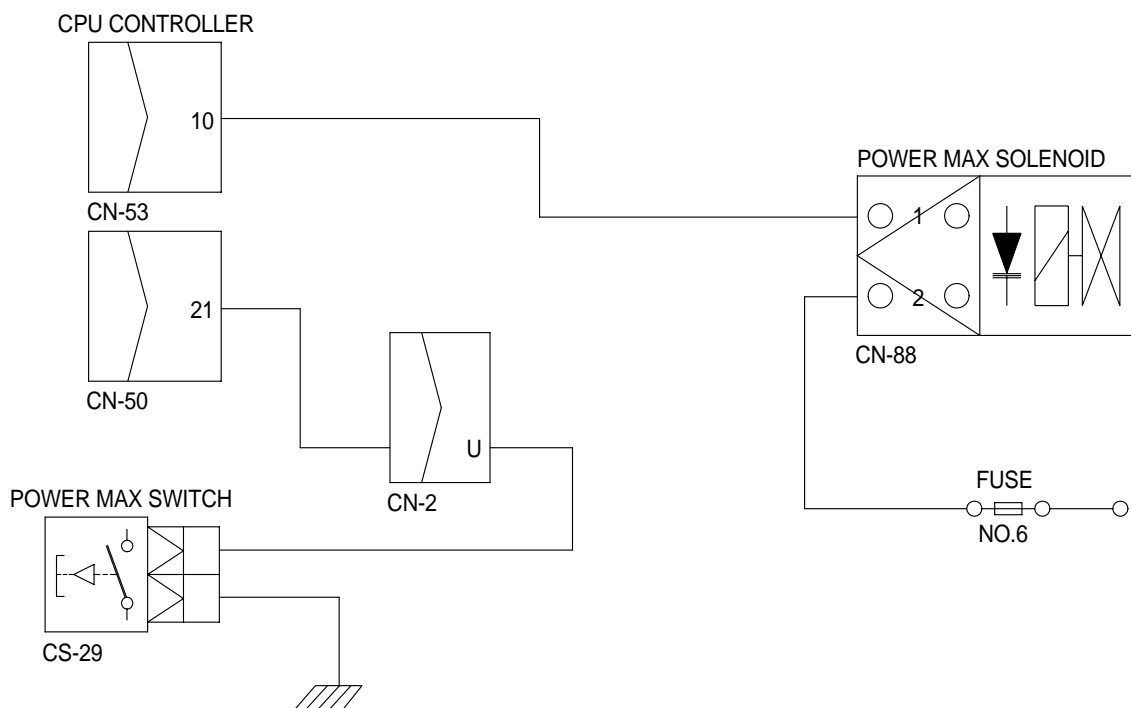 CPU CONTROLLER
10
CN-53
POWER MAX SOLENOID
1
2
CN-88
21
CN-50
U
CN-2
POWER MAX SWITCH
CS-29
FUSE
NO.6